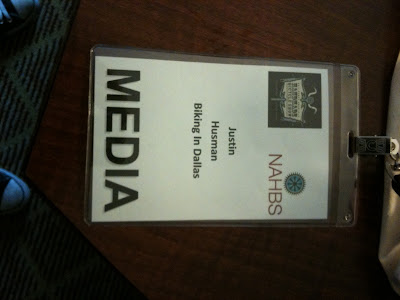 NAHBS
Justin
Husman
Biking In Dallas
MEDIA